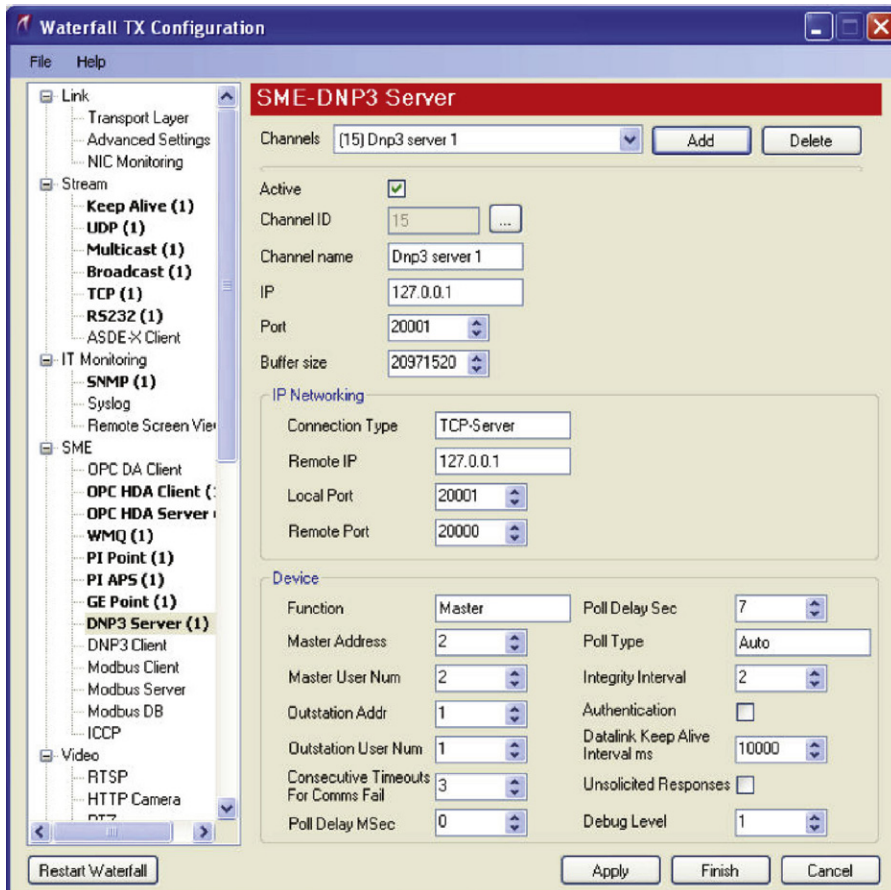 Waterfall TX Configuration
File Help
Link
Transport Layer
Advanced Settings
NIC Monitoring
Stream
Keep Alive (1)
UDP (1)
Multicast (1)
Broadcast (1)
TCP (1)
RS232 (1)
ASDE-X Client
IT Monitoring
SNMP (1)
Syslog
Remote Screen Vie
SME
OPC DA Client
OPC HDA Client (
OPC HDA Server
WMQ (1)
PI Point (1)
PI APS (1)
GE Point (1)
DNP3 Server (1)
DNP3 Client
Modbus Client
Modbus Server
Modbus DB
ICCP
Video
RTSP
HTTP Camera
SME-DNP3 Server
Channels (15) Dnp3 server 1 Add Delete
Active
Channel ID 15 ...
Channel name Dnp3 server 1
IP 127.0.0.1
Port 20001
Buffer size 20971520
IP Networking
Connection Type TCP-Server
Remote IP 127.0.0.1
Local Port 20001
Remote Port 20000
Device
Function Master Poll Delay Sec 7
Master Address 2 Poll Type Auto
Master User Num 2 Integrity Interval 2
Outstation Addr 1 Authentication
Outstation User Num 1 Datalink Keep Alive
Interval ms 10000
Consecutive Timeouts
For Comms Fail 3 Unsolicited Responses
Poll Delay MSec 0 Debug Level 1
Restart Waterfall Apply Finish Cancel